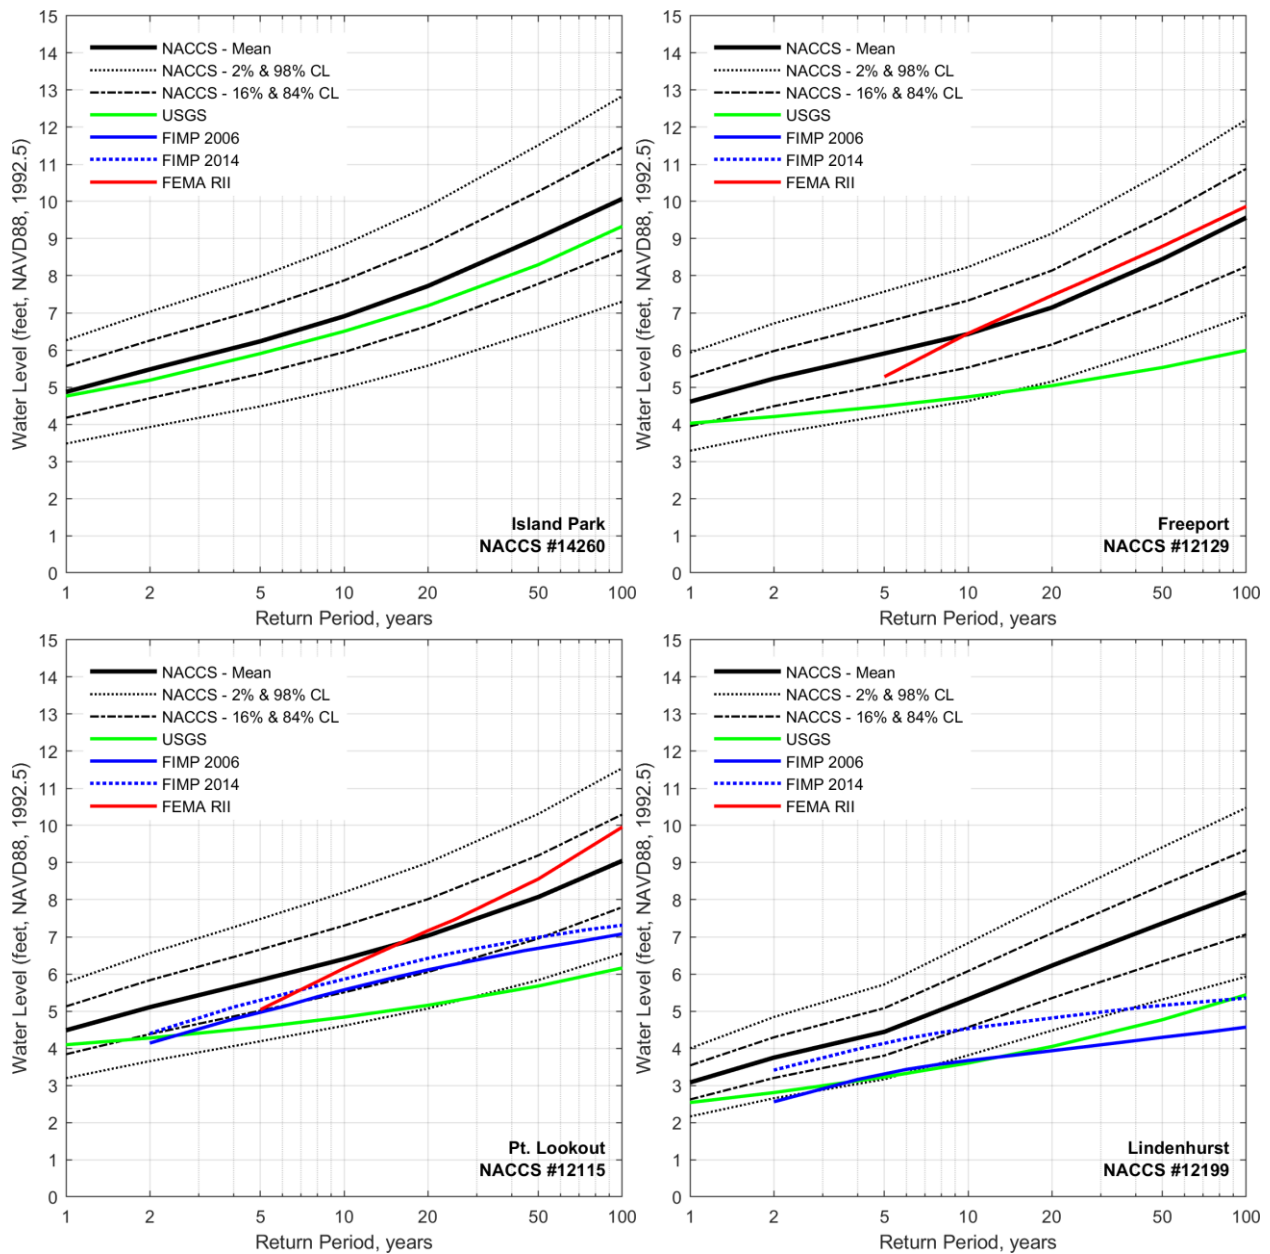 15
14
13
12
11
10
9
8
7
6
5
4
3
2
1
0
Water Level (feet, NAVD88, 1992.5)
NACCS - Mean
NACCS - 2% & 98% CL
NACCS - 16% & 84% CL
USGS
FIMP 2006
FIMP 2014
FEMA RII
Island Park
NACCS #14260
1 2 5 10 20 50 100
Return Period, years
15
14
13
12
11
10
9
8
7
6
5
4
3
2
1
0
Water Level (feet, NAVD88, 1992.5)
NACCS - Mean
NACCS - 2% & 98% CL
NACCS - 16% & 84% CL
USGS
FIMP 2006
FIMP 2014
FEMA RII
Freeport
NACCS #12129
1 2 5 10 20 50 100
Return Period, years
15
14
13
12
11
10
9
8
7
6
5
4
3
2
1
0
Water Level (feet, NAVD88, 1992.5)
NACCS - Mean
NACCS - 2% & 98% CL
NACCS - 16% & 84% CL
USGS
FIMP 2006
FIMP 2014
FEMA RII
Pt. Lookout
NACCS #12115
1 2 5 10 20 50 100
Return Period, years
15
14
13
12
11
10
9
8
7
6
5
4
3
2
1
0
Water Level (feet, NAVD88, 1992.5)
NACCS - Mean
NACCS - 2% & 98% CL
NACCS - 16% & 84% CL
USGS
FIMP 2006
FIMP 2014
FEMA RII
Lindenhurst
NACCS #12199
1 2 5 10 20 50 100
Return Period, years